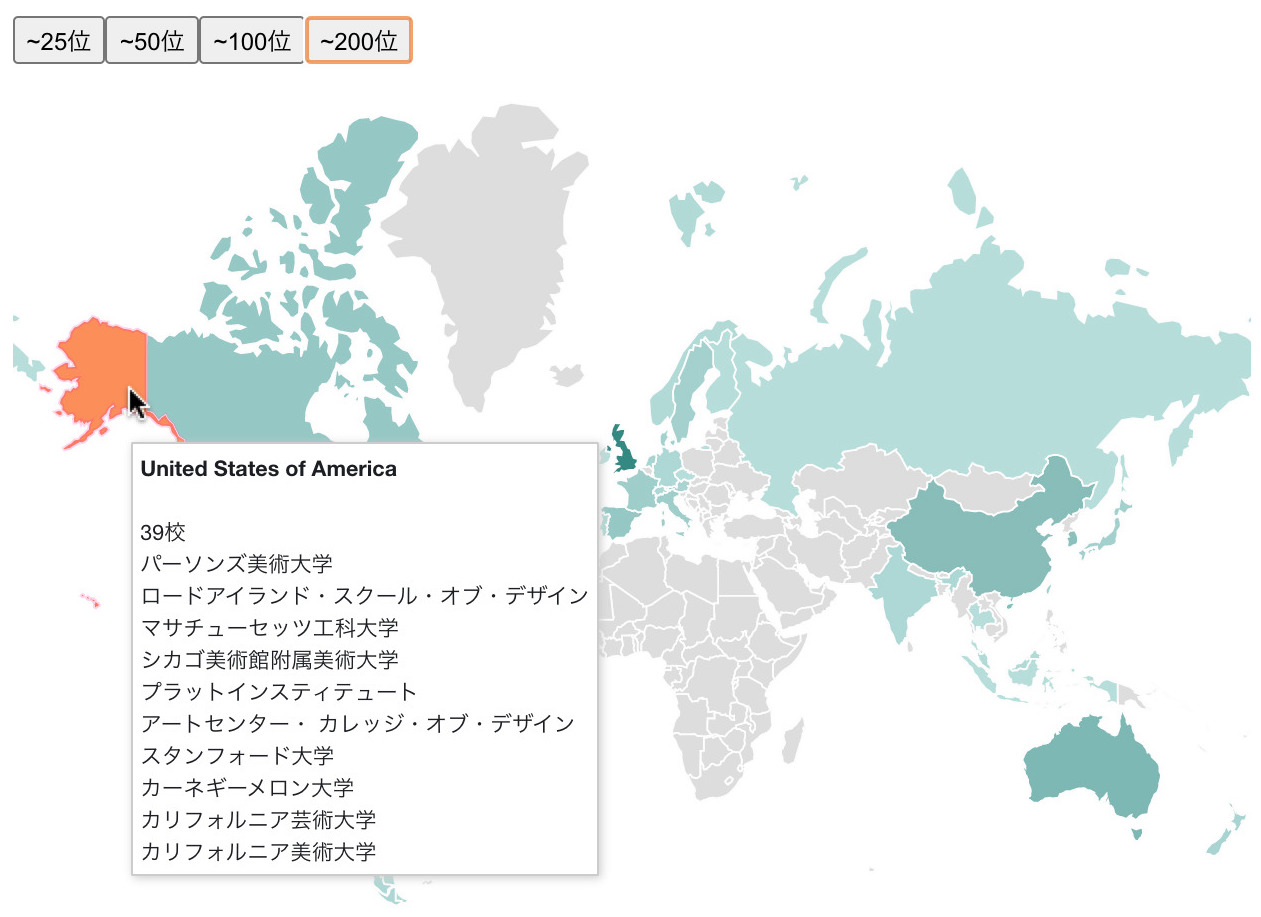 ~25位 ~50位 ~100位 ~200位
United States of America
39校
パーソンズ美術大学
ロードアイランド・スクール・オブ・デザイン
マサチューセッツ工科大学
シカゴ美術館附属美術大学
プラットインスティテュート
アートセンター・ カレッジ・オブ・デザイン
スタンフォード大学
カーネギーメロン大学
カリフォルニア芸術大学
カリフォルニア美術大学